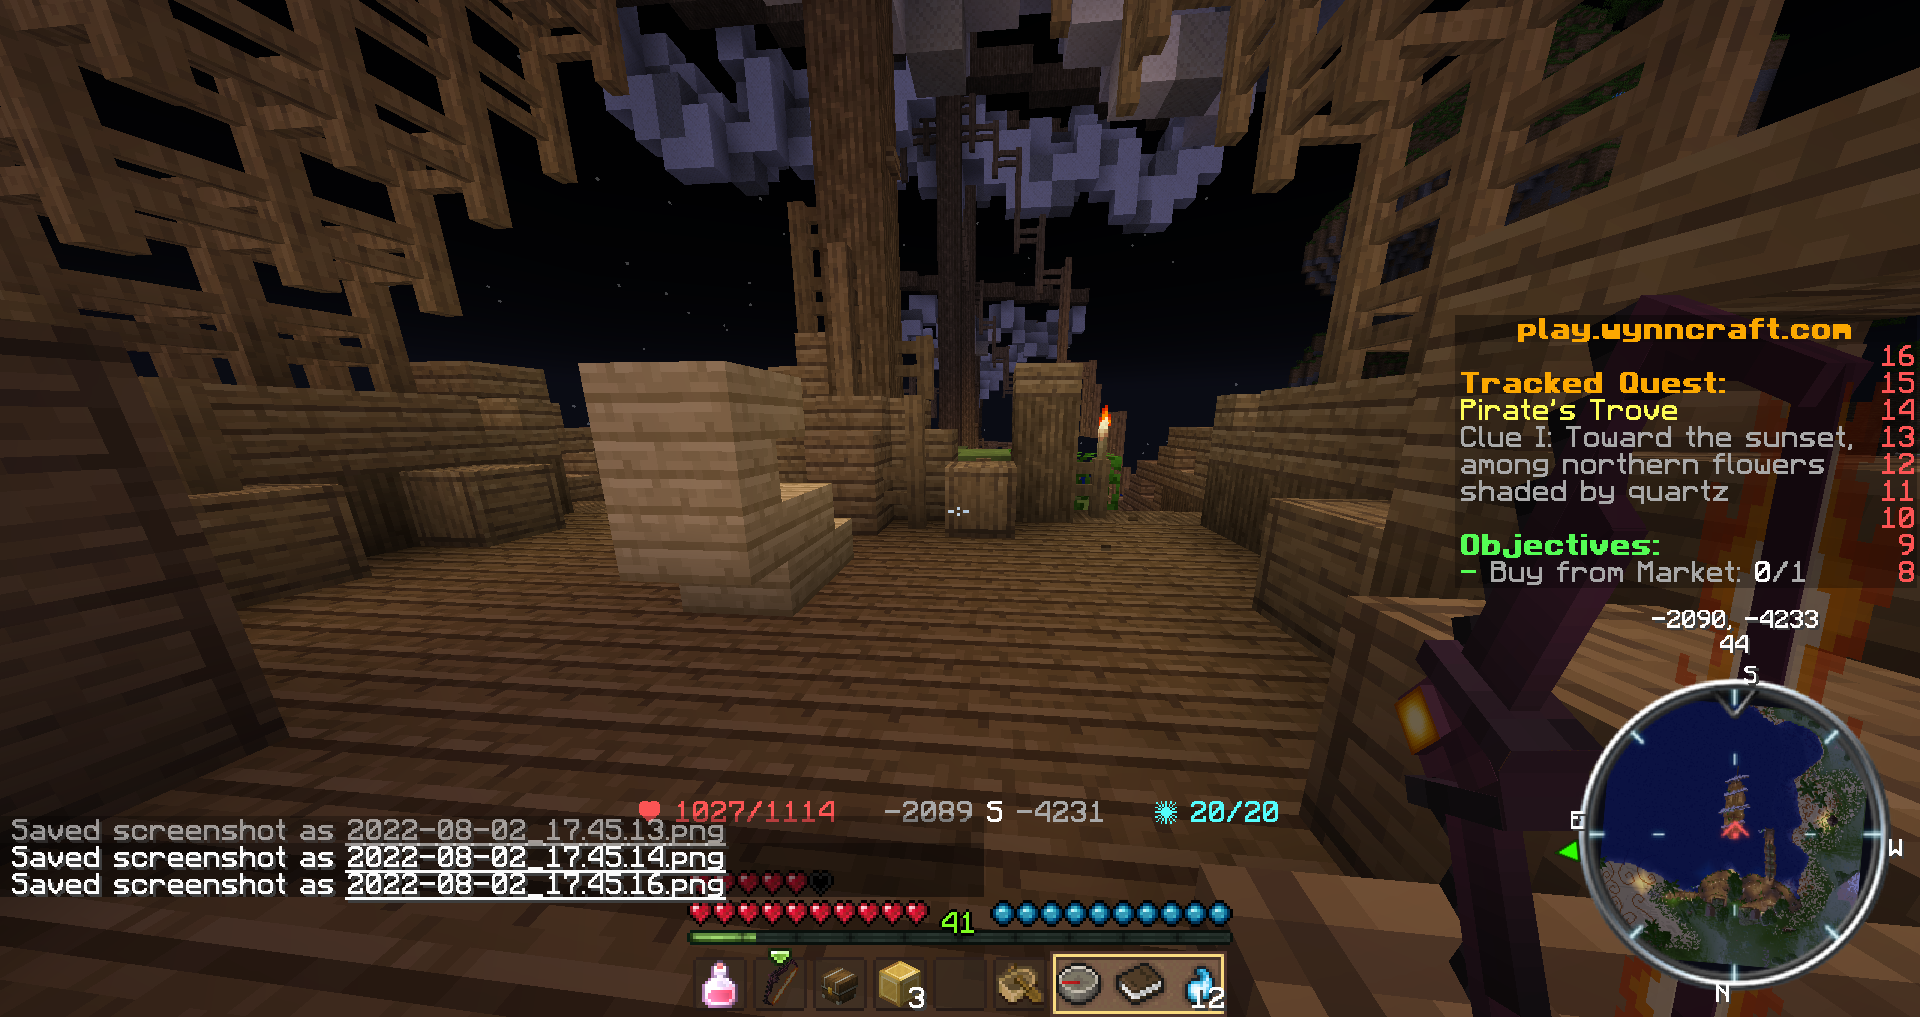 play.wynncraft.com
16
Tracked Quest: 15
Pirate's Trove 14
Clue I: Toward the sunset, 13
among northern flowers 12
shaded by quartz 11
10
Objectives: 9
- Buy from Market: 0/1 8
-2090, -4233
44
S
E
W
N
1027/1114 -2089 S -4231 20/20
Saved screenshot as 2022-08-02_17.45.13.png
Saved screenshot as 2022-08-02_17.45.14.png
Saved screenshot as 2022-08-02_17.45.16.png
41
3
12